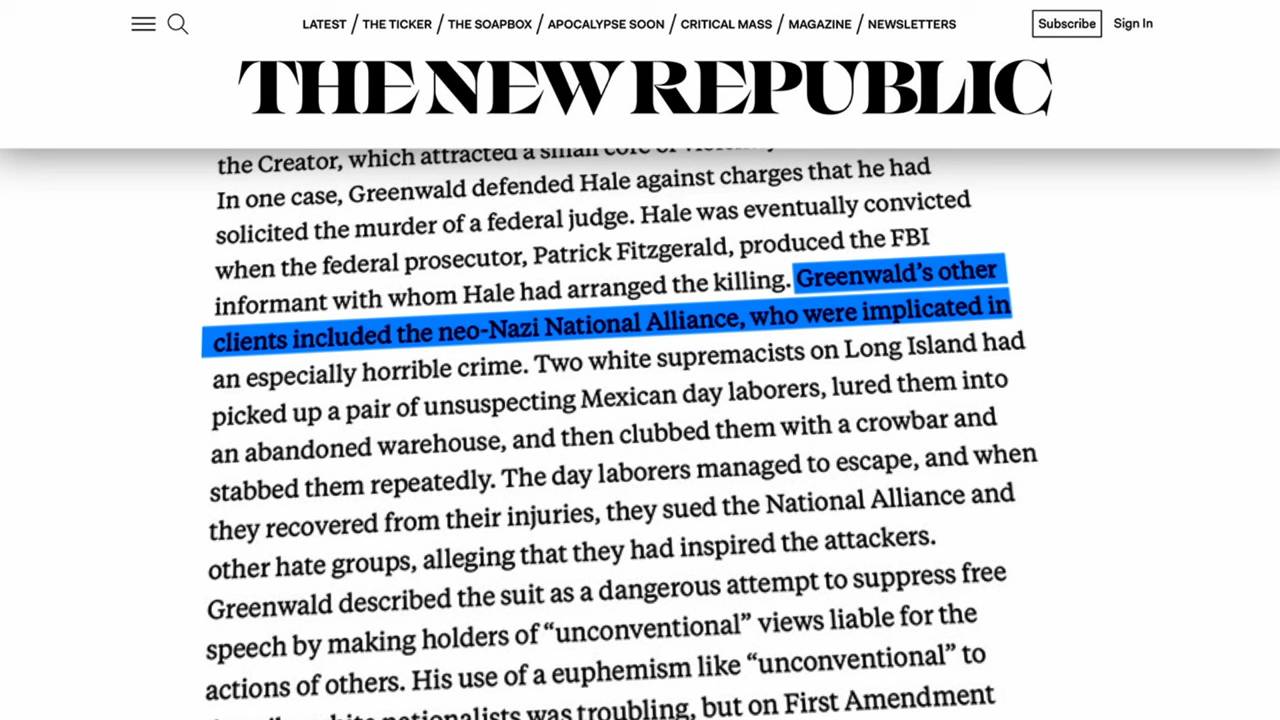 LATEST / THE TICKER / THE SOAPBOX / APOCALYPSE SOON / CRITICAL MASS / MAGAZINE / NEWSLETTERS
Subscribe
Sign In
THE NEW REPUBLIC
the Creator, which attracted a small core of
In one case, Greenwald defended Hale against charges that he had
solicited the murder of a federal judge. Hale was eventually convicted
when the federal prosecutor, Patrick Fitzgerald, produced the FBI
informant with whom Hale had arranged the killing. Greenwald’s other
clients included the neo-Nazi National Alliance, who were implicated in
an especially horrible crime. Two white supremacists on Long Island had
picked up a pair of unsuspecting Mexican day laborers, lured them into
an abandoned warehouse, and then clubbed them with a crowbar and
stabbed them repeatedly. The day laborers managed to escape, and when
they recovered from their injuries, they sued the National Alliance and
other hate groups, alleging that they had inspired the attackers.
Greenwald described the suit as a dangerous attempt to suppress free
speech by making holders of “unconventional” views liable for the
actions of others. His use of a euphemism like “unconventional” to
nationalists was troubling, but on First Amendment